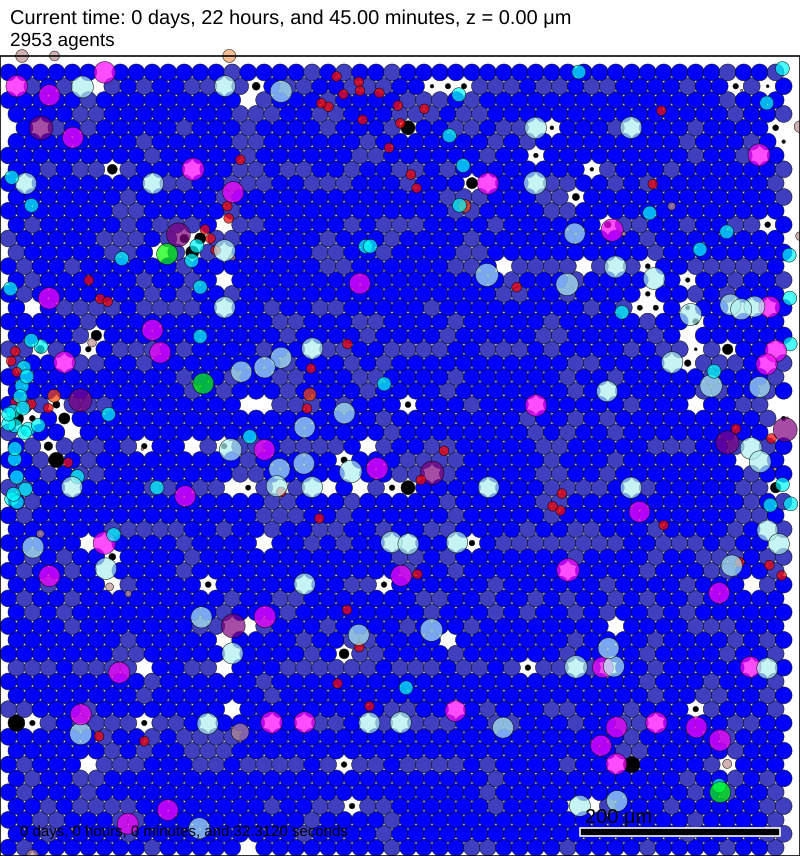 Current time: 0 days, 22 hours, and 45.00 minutes, z = 0.00 μm
2953 agents
200 μm
0 days, 0 hours, 0 minutes, and 32.3120 seconds